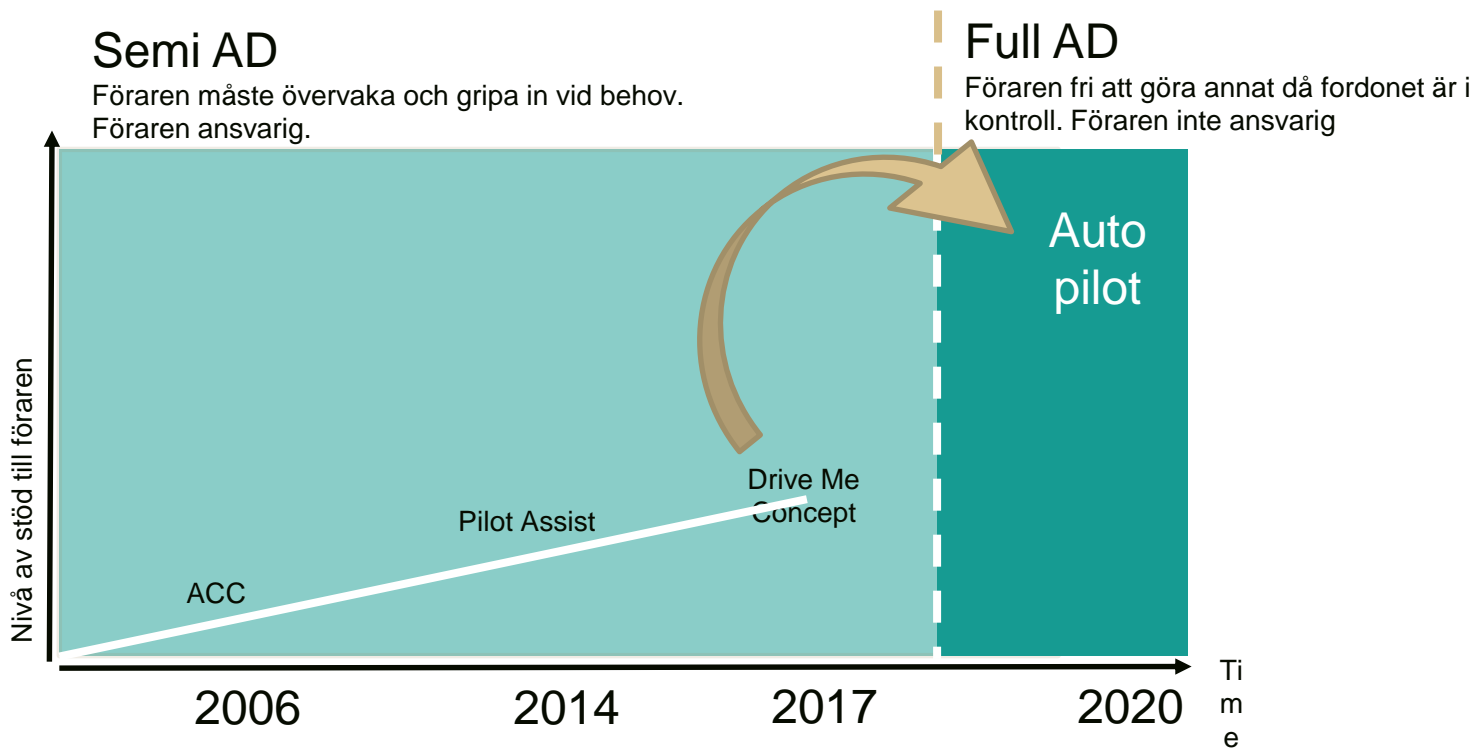 Semi AD
Föraren måste övervaka och gripa in vid behov.
Föraren ansvarig.
Full AD
Föraren fri att göra annat då fordonet är i
kontroll. Föraren inte ansvarig
Auto
pilot
Nivå av stöd till föraren
Drive Me
Concept
Pilot Assist
ACC
2006
2014
2017
2020
Ti
m
e